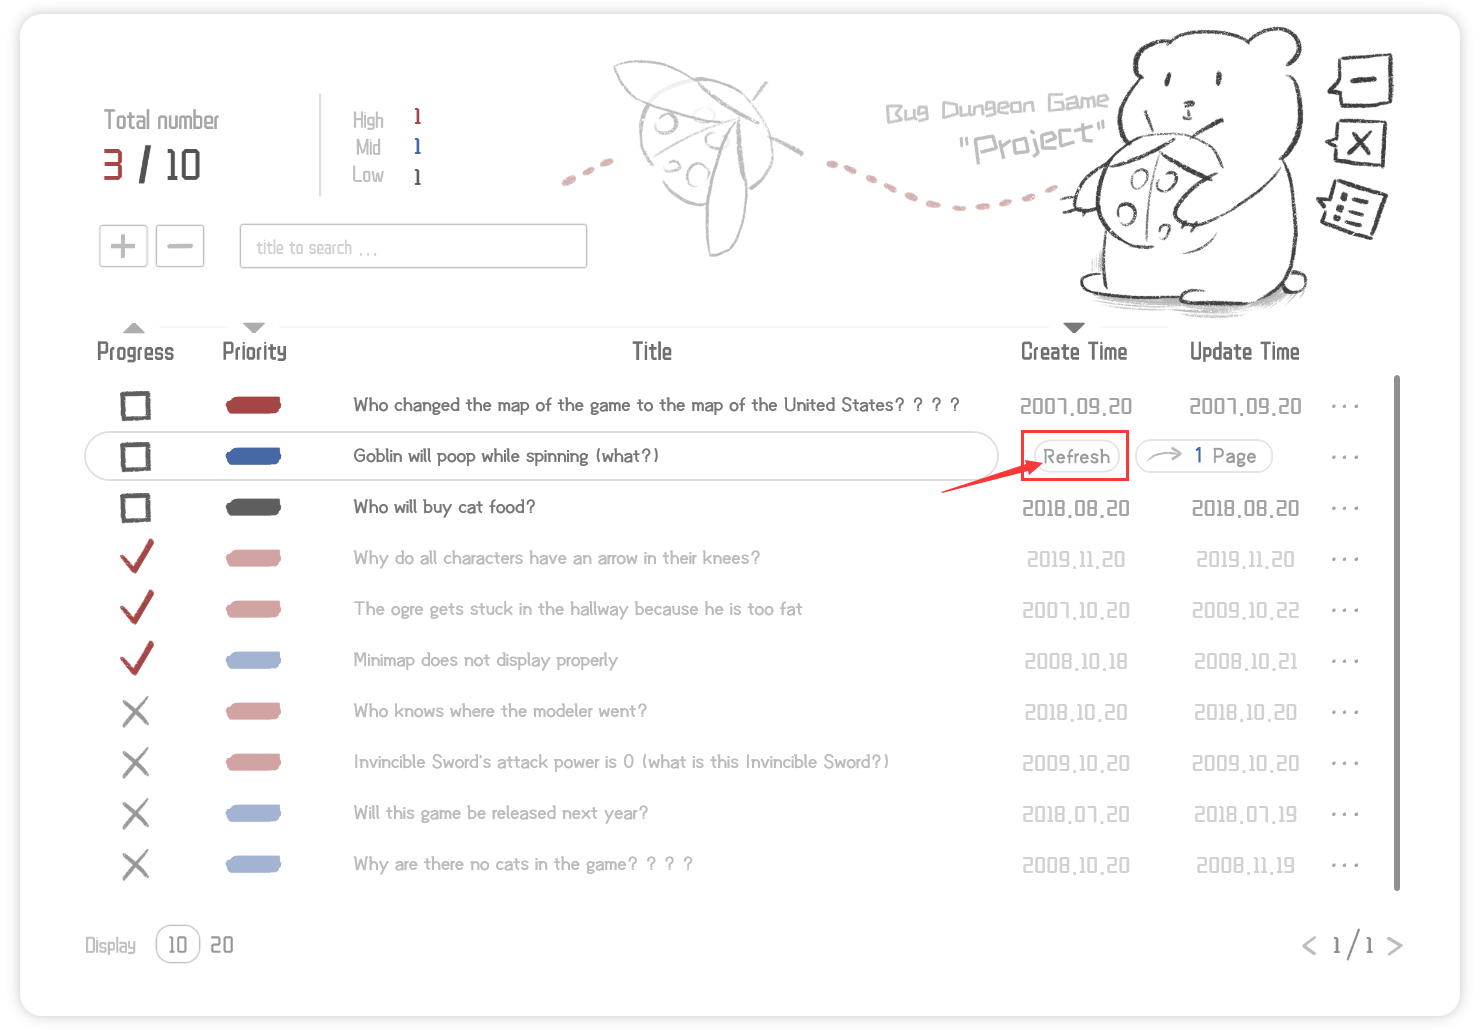 Total number
3 / 10
High 1
Mid 1
Low 1
Bug Dungeon Game
"Project"
title to search ...
Progress Priority Title Create Time Update Time
Who changed the map of the game to the map of the United States? ? ? ? 2007.09.20 2007.09.20 ...
Goblin will poop while spinning (what?) Refresh 1 Page ...
Who will buy cat food? 2018.08.20 2018.08.20 ...
Why do all characters have an arrow in their knees? 2019.11.20 2019.11.20 ...
The ogre gets stuck in the hallway because he is too fat 2007.10.20 2009.10.22 ...
Minimap does not display properly 2008.10.18 2008.10.21 ...
Who knows where the modeler went? 2018.10.20 2018.10.20 ...
Invincible Sword's attack power is 0 (what is this Invincible Sword?) 2009.10.20 2009.10.20 ...
Will this game be released next year? 2018.07.20 2018.07.19 ...
Why are there no cats in the game? ? ? ? 2008.10.20 2008.11.19 ...
Display 10 20
< 1 / 1 >